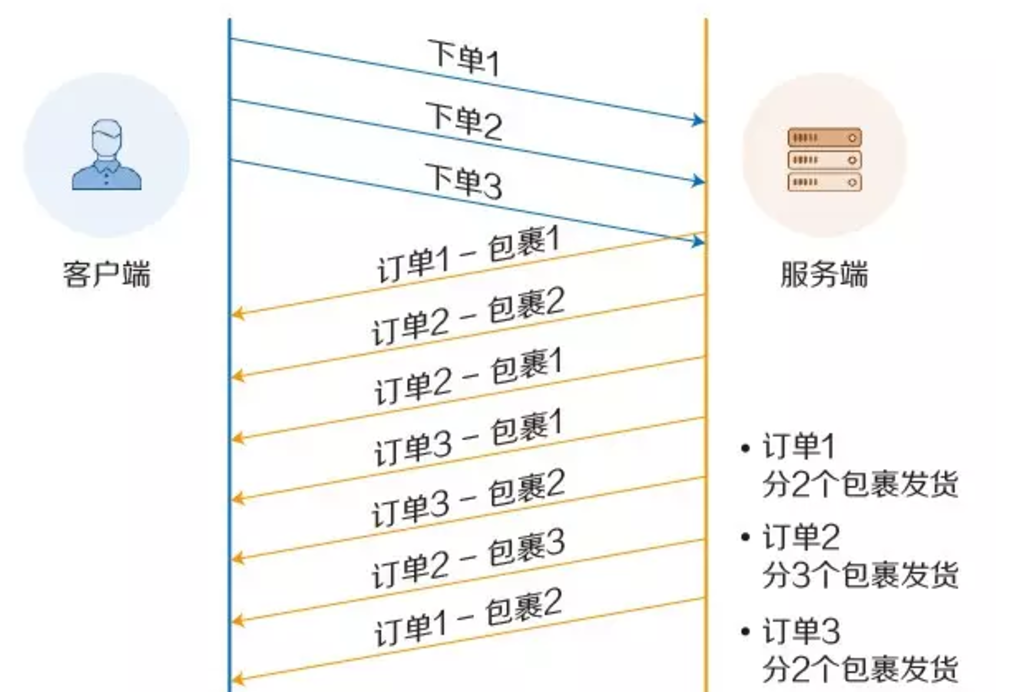 下单1
下单2
下单3
客户端
服务端
订单1 – 包裹1
订单2 – 包裹2
订单2 – 包裹1
订单3 – 包裹1
订单3 – 包裹2
订单2 – 包裹3
订单1 – 包裹2
• 订单1
分2个包裹发货
• 订单2
分3个包裹发货
• 订单3
分2个包裹发货